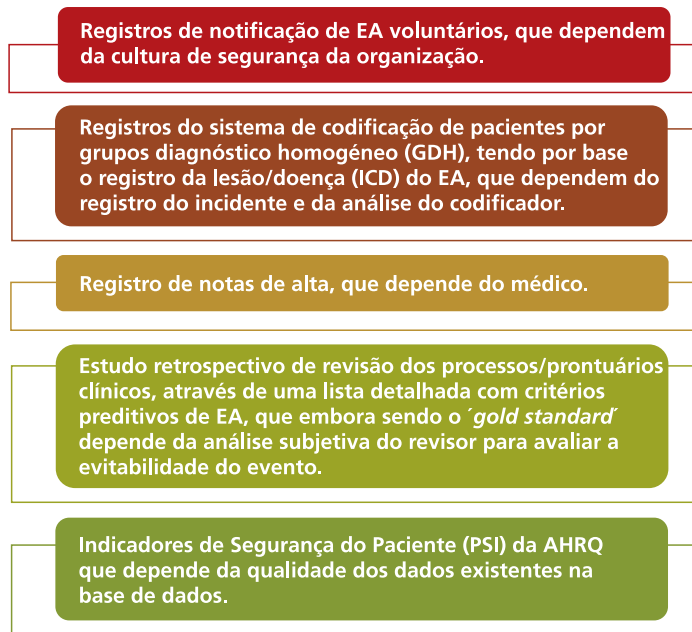 Registros de notificação de EA voluntários, que dependem
da cultura de segurança da organização.
Registros do sistema de codificação de pacientes por
grupos diagnóstico homogéneo (GDH), tendo por base
o registro da lesão/doença (ICD) do EA, que dependem do
registro do incidente e da análise do codificador.
Registro de notas de alta, que depende do médico.
Estudo retrospectivo de revisão dos processos/prontuários
clínicos, através de uma lista detalhada com critérios
preditivos de EA, que embora sendo o ´gold standard´
depende da análise subjetiva do revisor para avaliar a
evitabilidade do evento.
Indicadores de Segurança do Paciente (PSI) da AHRQ
que depende da qualidade dos dados existentes na
base de dados.